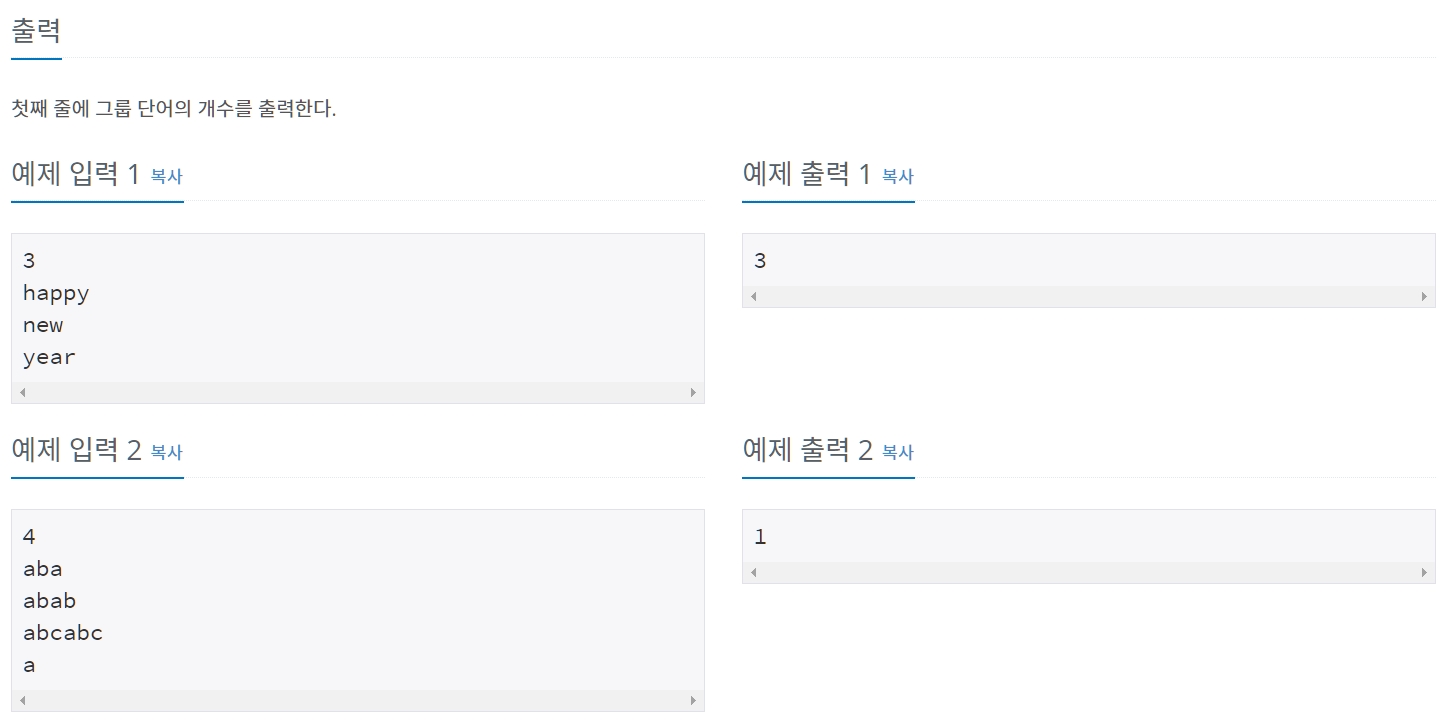 출력
첫째 줄에 그룹 단어의 개수를 출력한다.
예제 입력 1 복사
3
happy
new
year
예제 출력 1 복사
3
예제 입력 2 복사
4
aba
abab
abcabc
a
예제 출력 2 복사
1